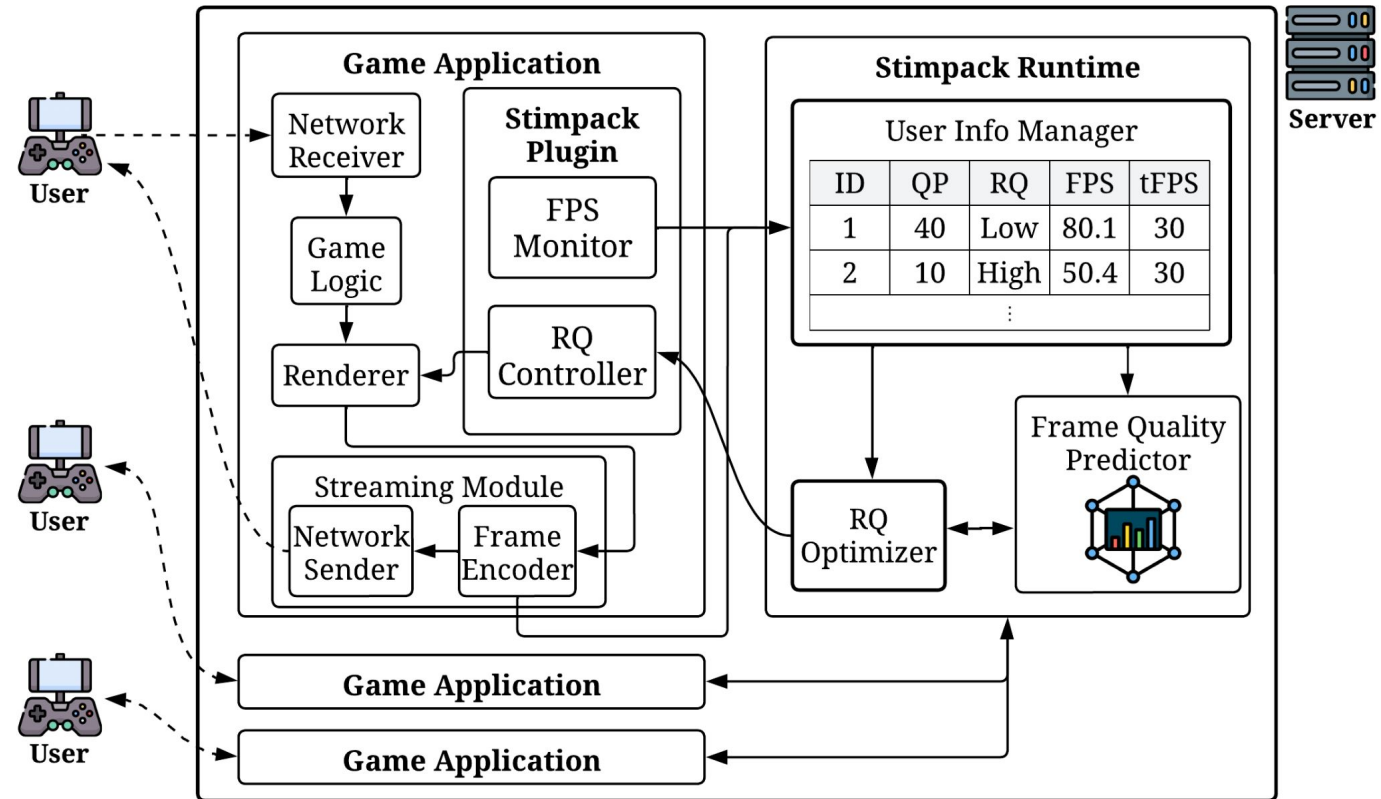 Game Application
Network
Receiver
Game
Logic
Renderer
Stimpack
Plugin
FPS
Monitor
RQ
Controller
Streaming Module
Network
Sender
Frame
Encoder
Stimpack Runtime
User Info Manager
ID QP RQ FPS tFPS
1 40 Low 80.1 30
2 10 High 50.4 30
⋮
RQ
Optimizer
Frame Quality
Predictor
Server
User
User
User
Game Application
Game Application